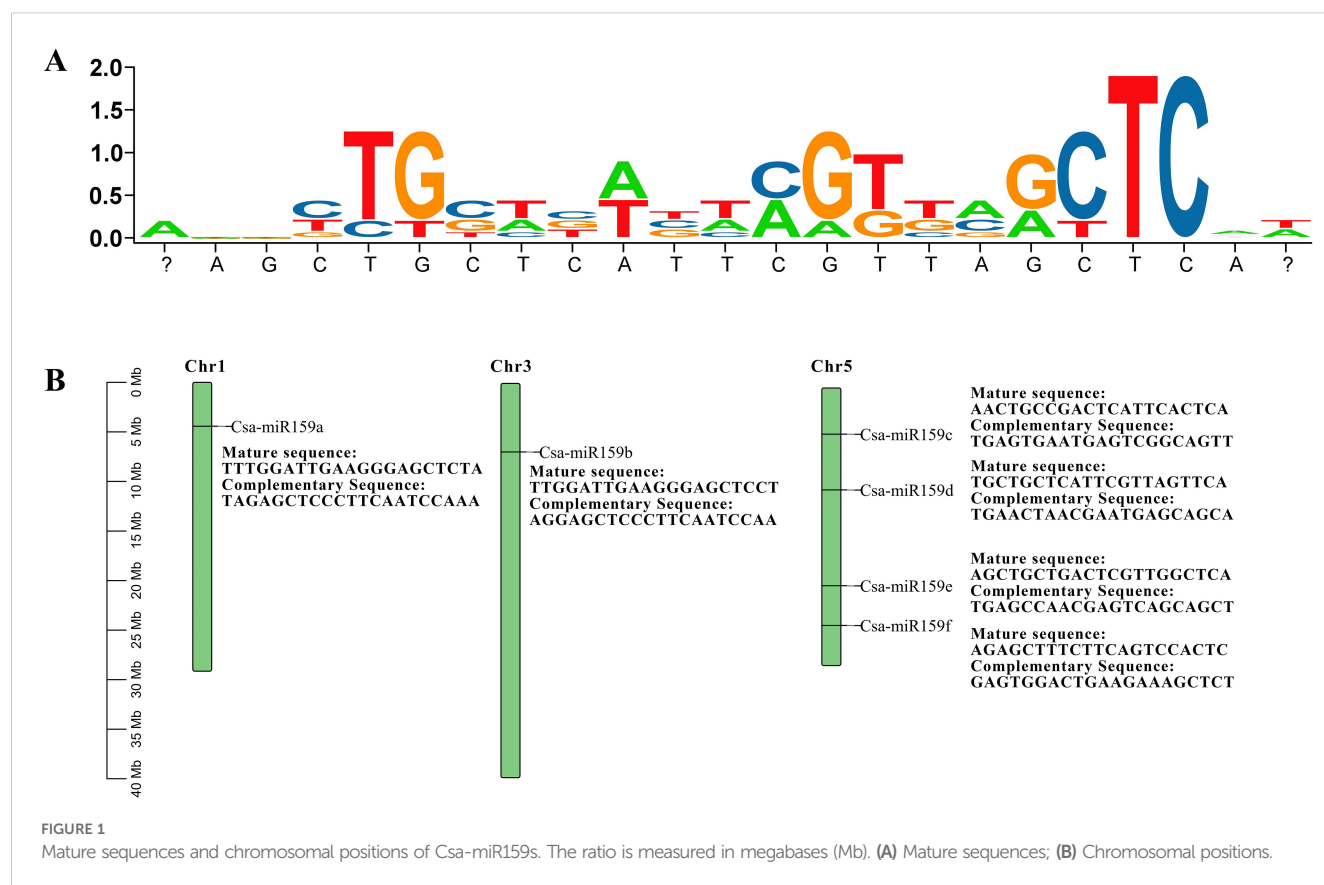 A
2.0
1.5
1.0
0.5
0.0
? A G C T G C T C A T T C G T T A G C T C A ?
B
0 Mb
5 Mb
10 Mb
15 Mb
20 Mb
25 Mb
30 Mb
35 Mb
40 Mb
Chr1
Csa-miR159a
Mature sequence:
TTTGGATTGAAGGGAGCTCTA
Complementary Sequence:
TAGAGCTCCCTTCAATCCAAA
Chr3
Csa-miR159b
Mature sequence:
TTGGATTGAAGGGAGCTCCT
Complementary Sequence:
AGGAGCTCCCTTCAATCCAA
Chr5
Csa-miR159c
Mature sequence:
AACTGCCGACTCATTCACTCA
Complementary Sequence:
TGAGTGAATGAGTCGGCAGTT
Csa-miR159d
Mature sequence:
TGCTGCTCATTCGTTAGTTCA
Complementary Sequence:
TGAACTAACGAATGAGCAGCA
Csa-miR159e
Mature sequence:
AGCTGCTGACTCGTTGGCTCA
Complementary Sequence:
TGAGCCAACGAGTCAGCAGCT
Csa-miR159f
Mature sequence:
AGAGCTTTCTTCAGTCCACTC
Complementary Sequence:
GAGTGGACTGAAGAAAGCTCT
FIGURE 1
Mature sequences and chromosomal positions of Csa-miR159s. The ratio is measured in megabases (Mb). (A) Mature sequences; (B) Chromosomal positions.